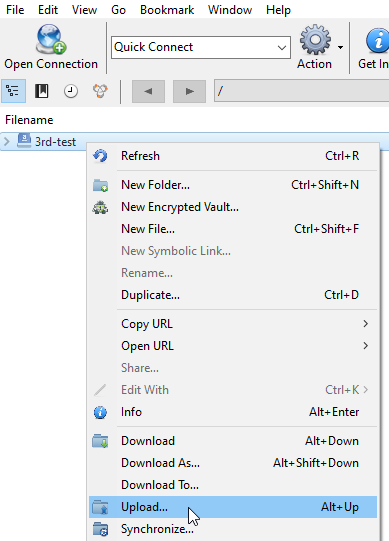 File Edit View Go Bookmark Window Help
Quick Connect
Open Connection Action Get In
/
Filename
3rd-test
Refresh Ctrl+R
New Folder... Ctrl+Shift+N
New Encrypted Vault...
New File... Ctrl+Shift+F
New Symbolic Link...
Rename...
Duplicate... Ctrl+D
Copy URL
Open URL
Share...
Edit With Ctrl+K
Info Alt+Enter
Download Alt+Down
Download As... Alt+Shift+Down
Download To...
Upload... Alt+Up
Synchronize...